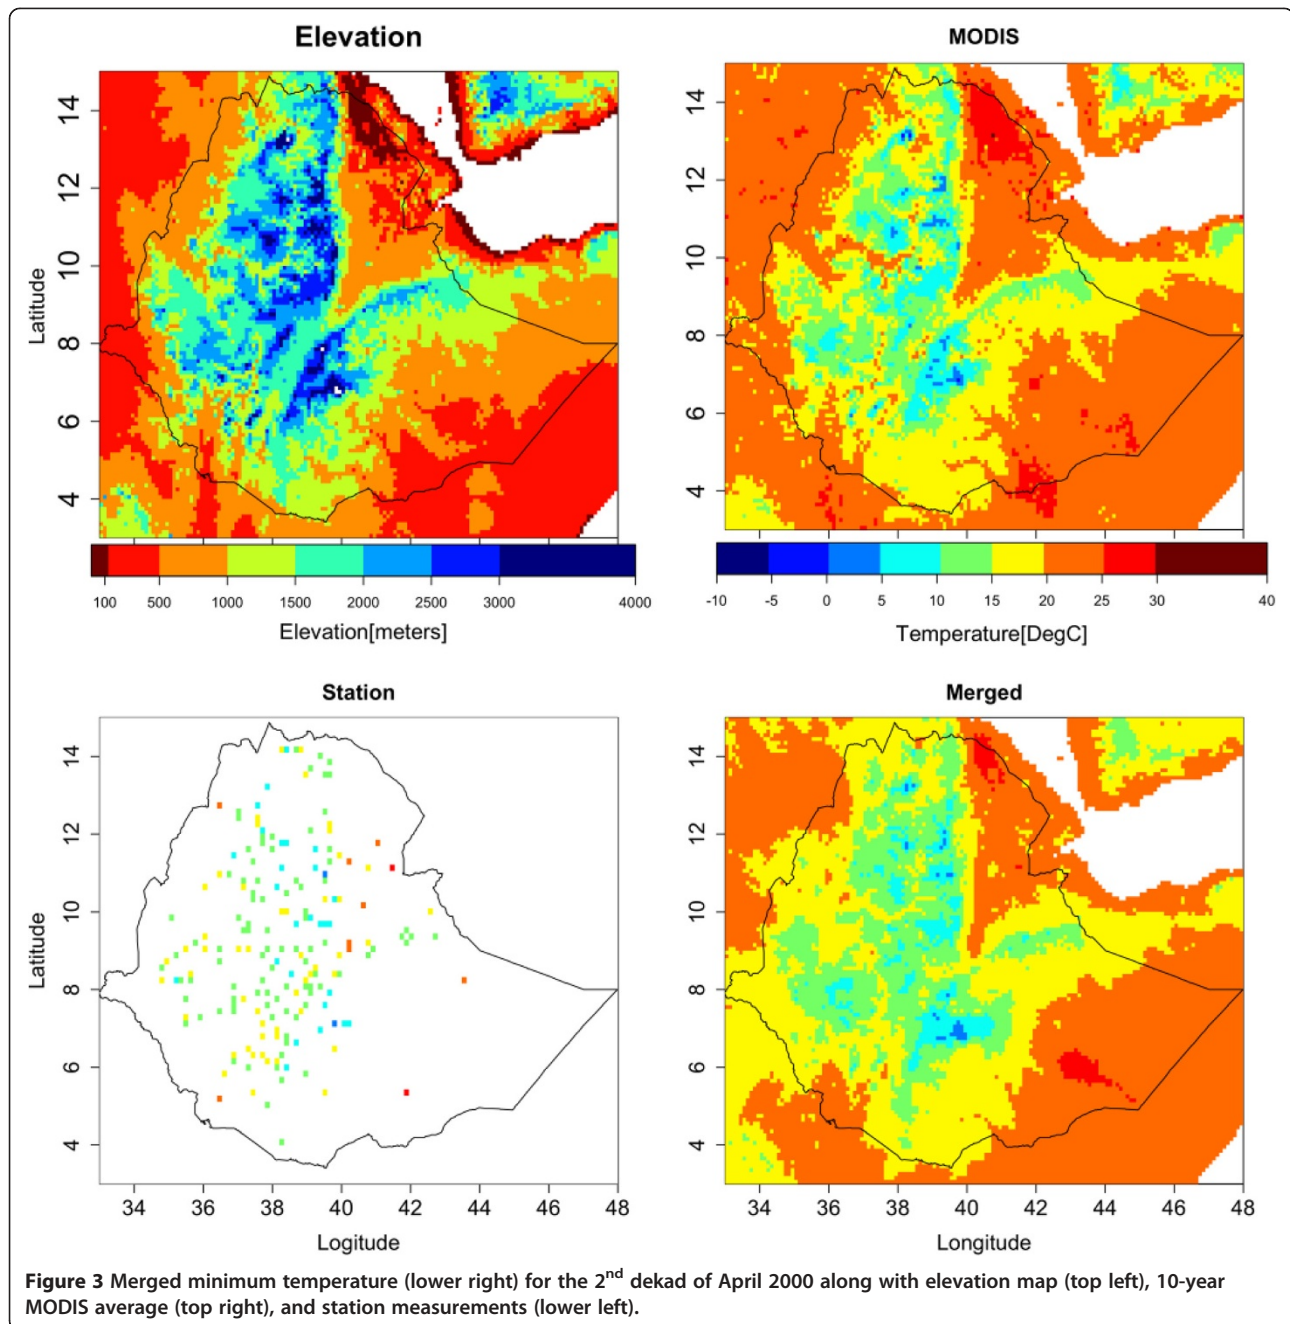 Elevation
MODIS
Latitude
14
12
10
8
6
4
14
12
10
8
6
4
100 500 1000 1500 2000 2500 3000 4000
Elevation[meters]
-10 -5 0 5 10 15 20 25 30 40
Temperature[DegC]
Station
Merged
Latitude
14
12
10
8
6
4
14
12
10
8
6
4
34 36 38 40 42 44 46 48
Logitude
34 36 38 40 42 44 46 48
Longitude
Figure 3 Merged minimum temperature (lower right) for the 2nd dekad of April 2000 along with elevation map (top left), 10-year
MODIS average (top right), and station measurements (lower left).